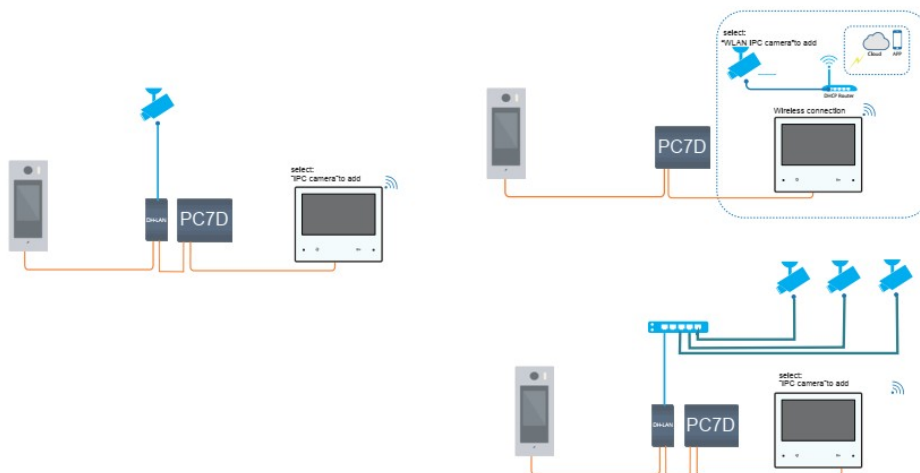 select:
"IPC camera"to add
DH-LAN
PC7D
select:
"WLAN IPC camera"to add
Cloud
APP
DHCP Router
Wireless connection
PC7D
select:
"IPC camera"to add
DH-LAN
PC7D